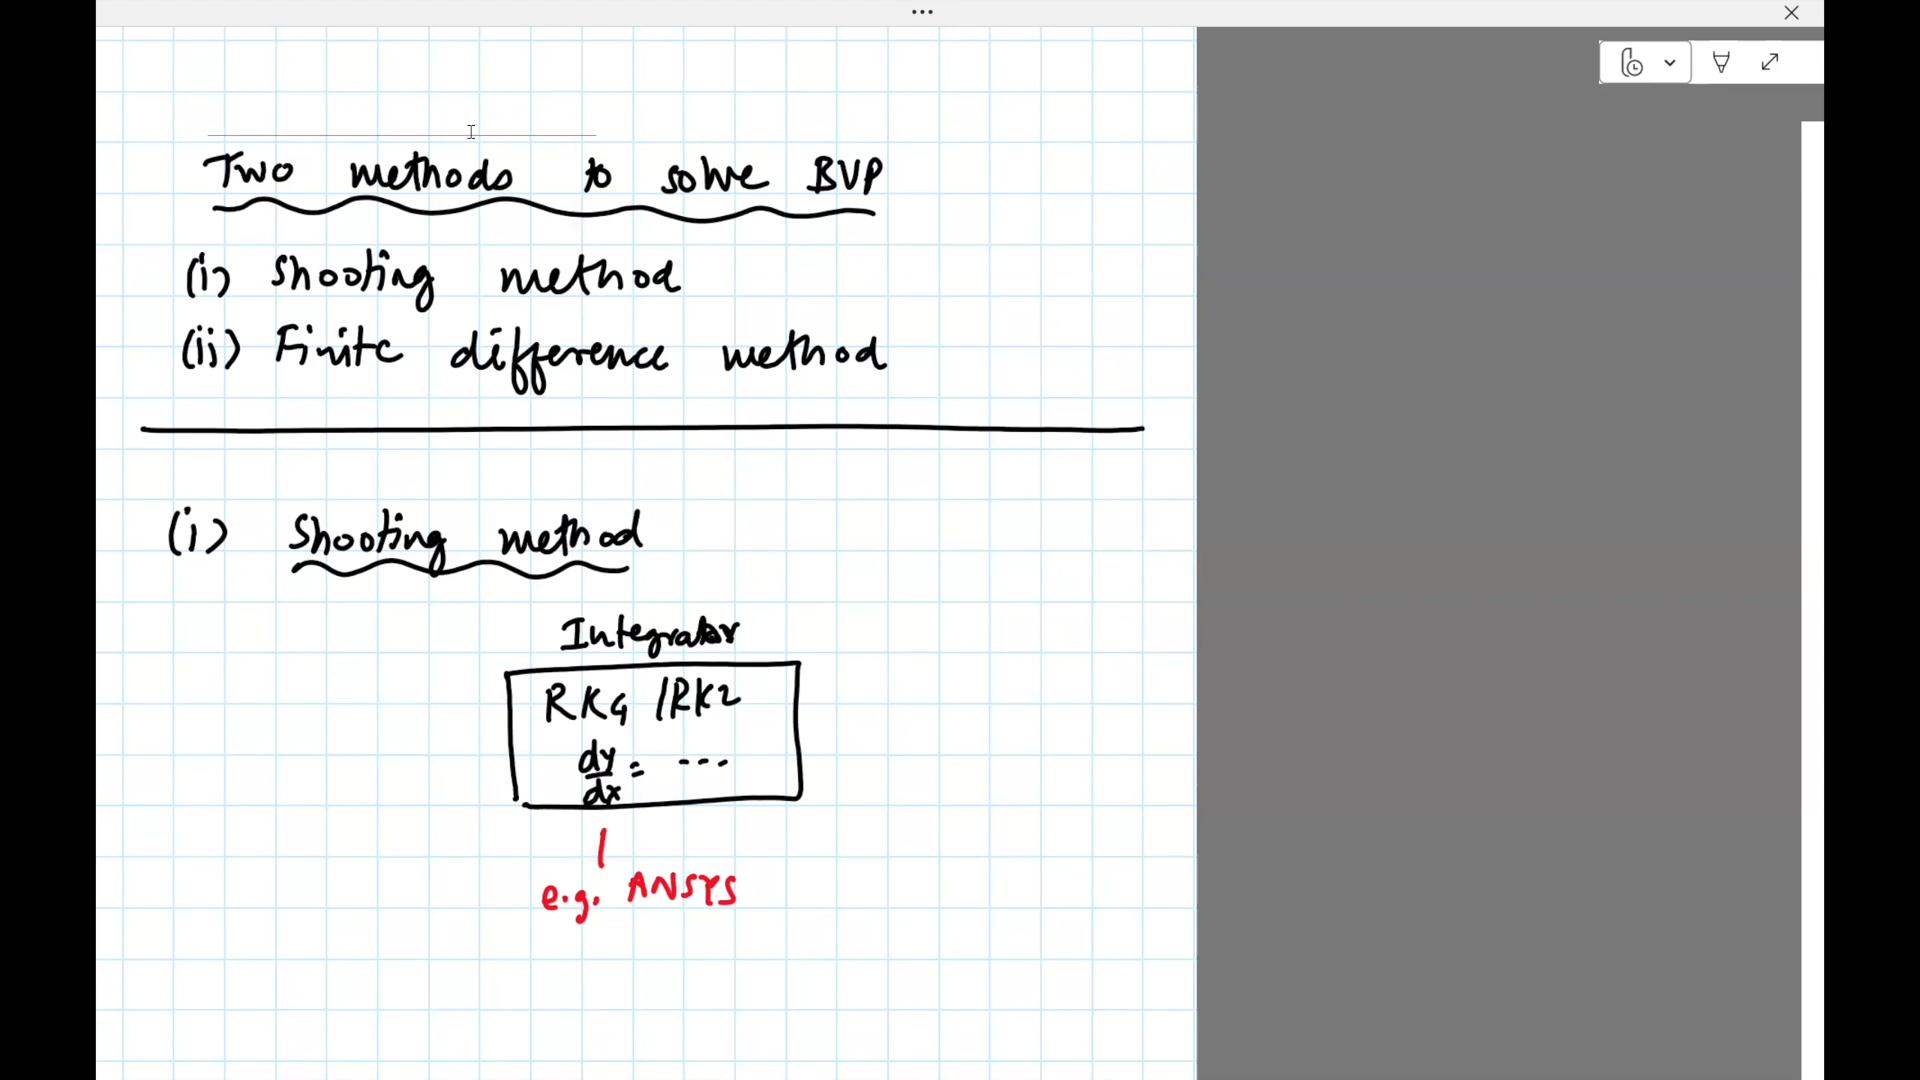 Two methods to solve BVP
(i) Shooting method
(ii) Finite difference method
(i) Shooting method
Integrator
RK4 /RK2
dy/dx = ...
e.g. ANSYS